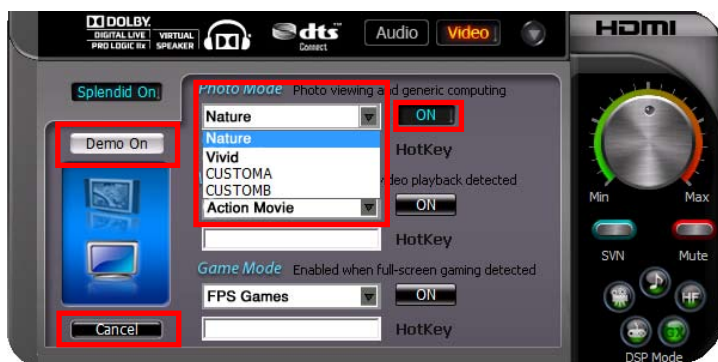 DOLBY.
DIGITAL LIVE VIRTUAL
PRO LOGIC IIx SPEAKER
dts
Connect
Audio
Video
HDMI
Splendid On
Photo Mode Photo viewing and generic computing
Nature
ON
Nature
HotKey
Vivid
CUSTOMA
CUSTOMB
video playback detected
Action Movie
ON
HotKey
Game Mode Enabled when full-screen gaming detected
FPS Games
ON
HotKey
Demo On
Cancel
Min
Max
SVN
Mute
HF
DSP Mode